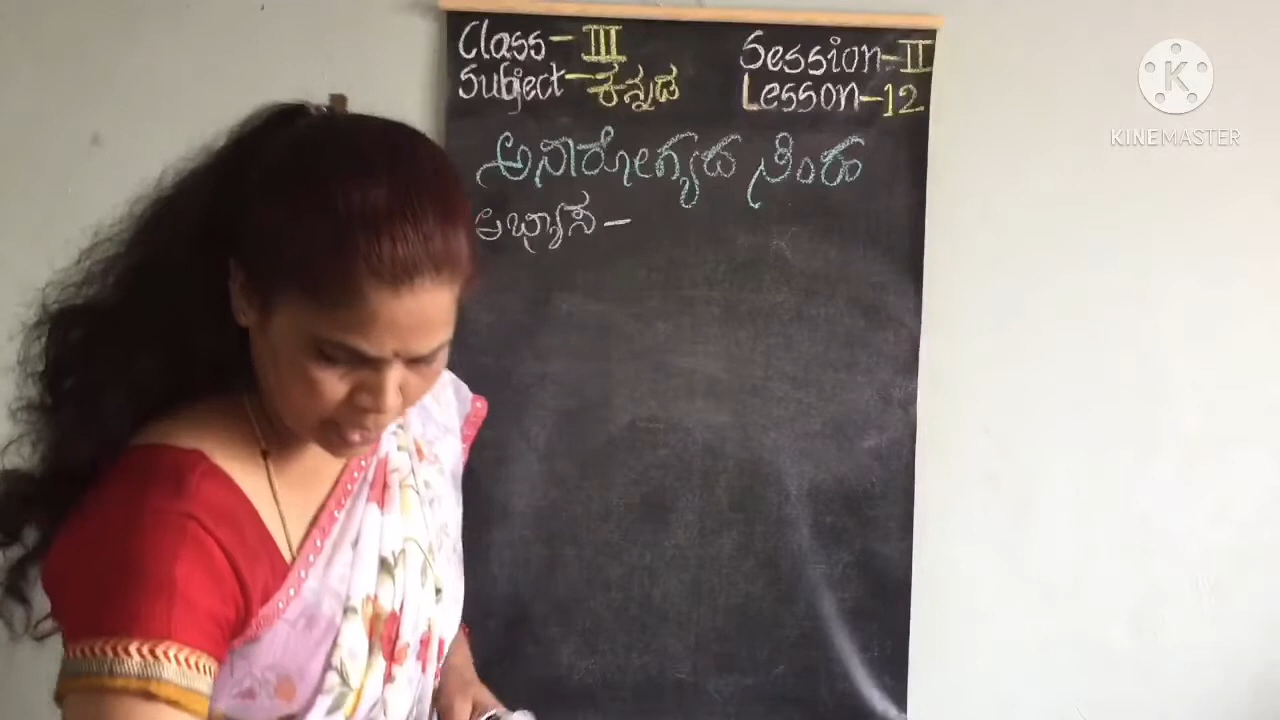 Class - III Session - II
Subject - ಕನ್ನಡ Lesson - 12
ಅನಾರೋಗ್ಯದ ಸಿಂಹ
ಅಭ್ಯಾಸ -
K
KINEMASTER